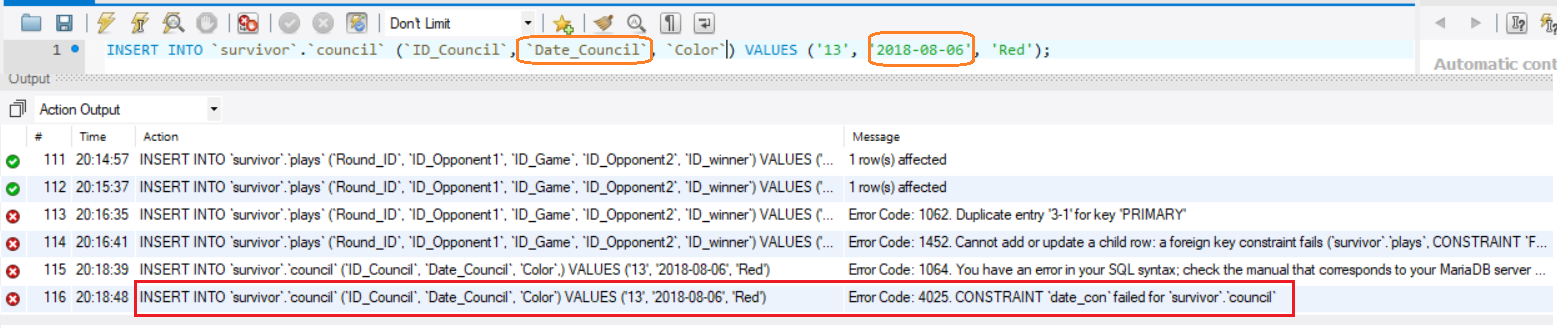 Don't Limit
1 INSERT INTO `survivor`.`council` (`ID_Council`, `Date_Council`, `Color`) VALUES ('13', '2018-08-06', 'Red');
Automatic cont
Output
Action Output
# Time Action Message
111 20:14:57 INSERT INTO `survivor`.`plays` (`Round_ID`, `ID_Opponent1`, `ID_Game`, `ID_Opponent2`, `ID_winner`) VALUES ('... 1 row(s) affected
112 20:15:37 INSERT INTO `survivor`.`plays` (`Round_ID`, `ID_Opponent1`, `ID_Game`, `ID_Opponent2`, `ID_winner`) VALUES ('... 1 row(s) affected
113 20:16:35 INSERT INTO `survivor`.`plays` (`Round_ID`, `ID_Opponent1`, `ID_Game`, `ID_Opponent2`, `ID_winner`) VALUES ('... Error Code: 1062. Duplicate entry '3-1' for key 'PRIMARY'
114 20:16:41 INSERT INTO `survivor`.`plays` (`Round_ID`, `ID_Opponent1`, `ID_Game`, `ID_Opponent2`, `ID_winner`) VALUES ('... Error Code: 1452. Cannot add or update a child row: a foreign key constraint fails (`survivor`.`plays`, CONSTRAINT `F...
115 20:18:39 INSERT INTO `survivor`.`council` (`ID_Council`, `Date_Council`, `Color`,) VALUES ('13', '2018-08-06', 'Red') Error Code: 1064. You have an error in your SQL syntax; check the manual that corresponds to your MariaDB server ...
116 20:18:48 INSERT INTO `survivor`.`council` (`ID_Council`, `Date_Council`, `Color`) VALUES ('13', '2018-08-06', 'Red') Error Code: 4025. CONSTRAINT `date_con` failed for `survivor`.`council`